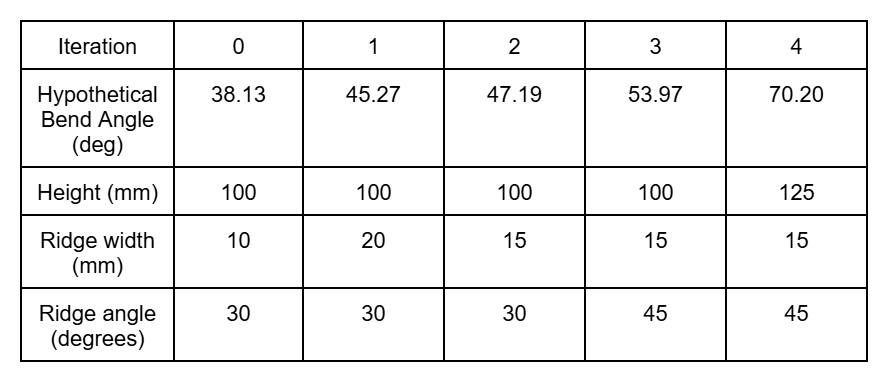 Iteration 0 1 2 3 4
Hypothetical 38.13 45.27 47.19 53.97 70.20
Bend Angle
(deg)
Height (mm) 100 100 100 100 125
Ridge width 10 20 15 15 15
(mm)
Ridge angle 30 30 30 45 45
(degrees)